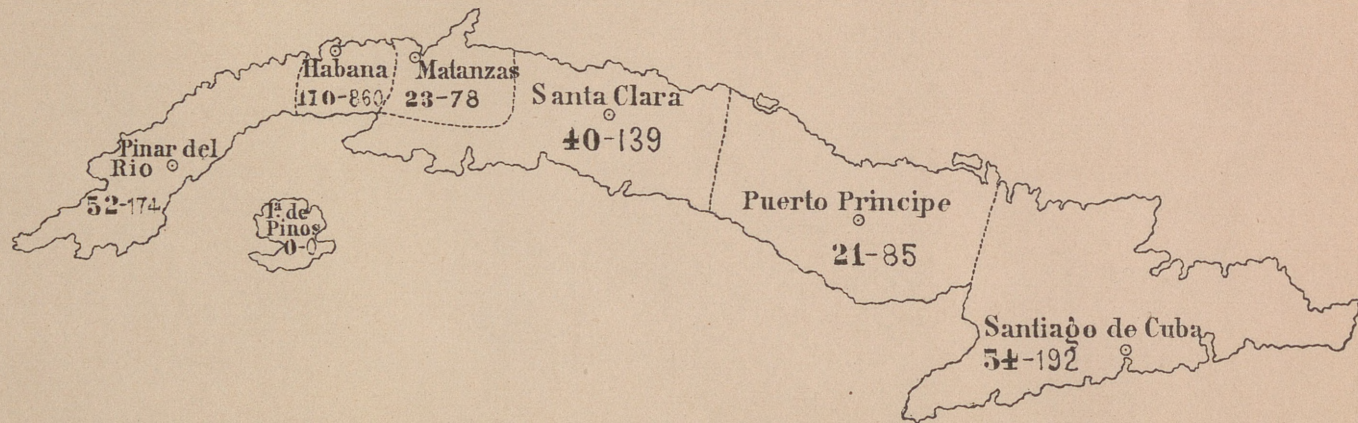 Habana
170-860
Matanzas
23-78
Santa Clara
40-139
Pinar del
Rio
52-174
Iª de
Pinos
0-0
Puerto Principe
21-85
Santiago de Cuba
54-192